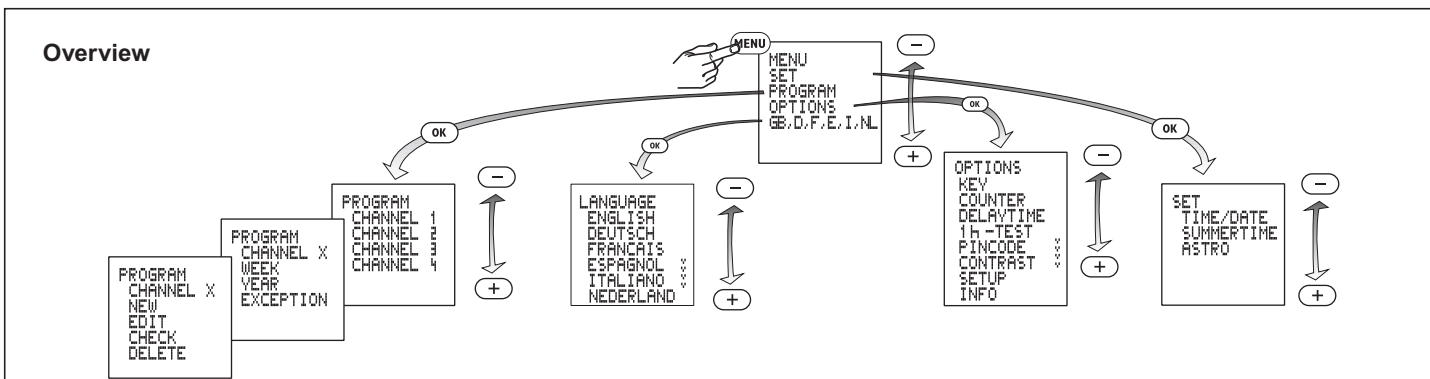 Overview
MENU
MENU
SET
PROGRAM
OPTIONS
GB,D,F,E,I,NL
−
+
OK
OK
OK
OK
PROGRAM
CHANNEL X
NEW
EDIT
CHECK
DELETE
PROGRAM
CHANNEL X
WEEK
YEAR
EXCEPTION
PROGRAM
CHANNEL 1
CHANNEL 2
CHANNEL 3
CHANNEL 4
−
+
LANGUAGE
ENGLISH
DEUTSCH
FRANCAIS
ESPAGNOL
ITALIANO
NEDERLAND
−
+
OPTIONS
KEY
COUNTER
DELAYTIME
1h-TEST
PINCODE
CONTRAST
SETUP
INFO
−
+
SET
TIME/DATE
SUMMERTIME
ASTRO
−
+